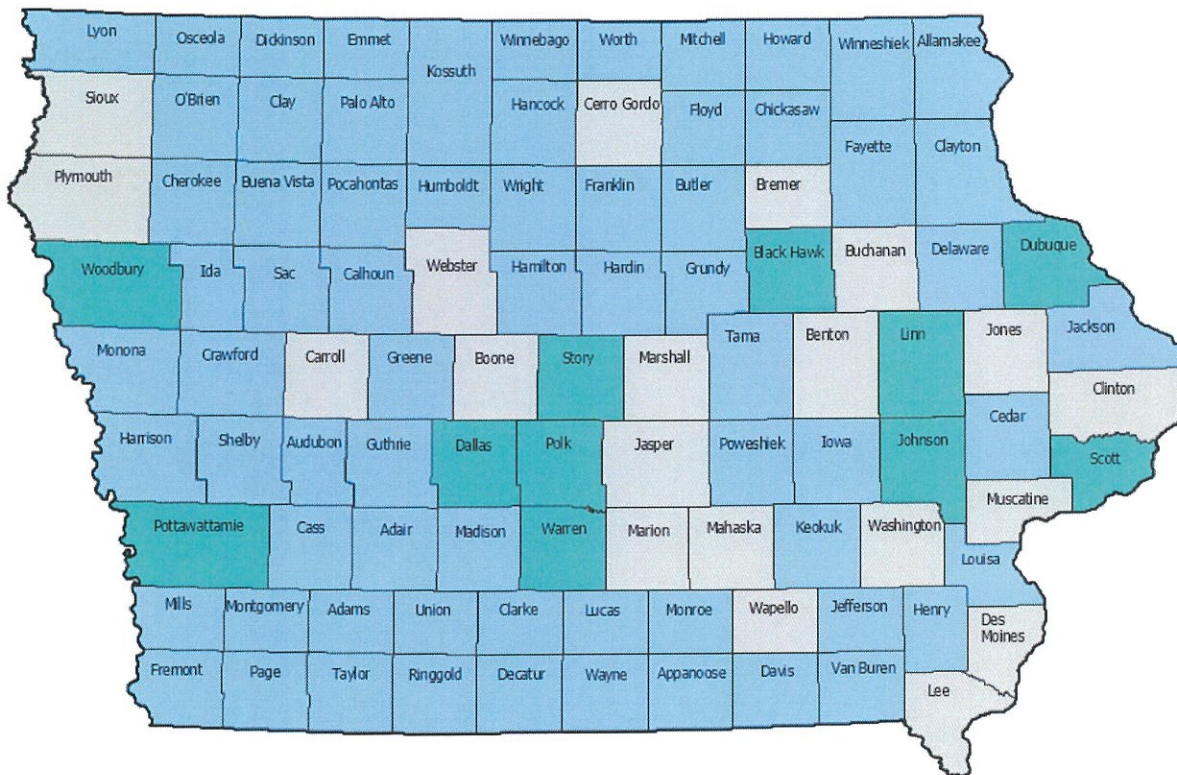 Lyon
Osceola
Dickinson
Emmet
Kossuth
Winnebago
Worth
Mitchell
Howard
Winneshiek
Allamakee
Sioux
O'Brien
Clay
Palo Alto
Hancock
Cerro Gordo
Floyd
Chickasaw
Fayette
Clayton
Plymouth
Cherokee
Buena Vista
Pocahontas
Humboldt
Wright
Franklin
Butler
Bremer
Woodbury
Ida
Sac
Calhoun
Webster
Hamilton
Hardin
Grundy
Black Hawk
Buchanan
Delaware
Dubuque
Monona
Crawford
Carroll
Greene
Boone
Story
Marshall
Tama
Benton
Linn
Jones
Jackson
Clinton
Harrison
Shelby
Audubon
Guthrie
Dallas
Polk
Jasper
Poweshiek
Iowa
Johnson
Cedar
Scott
Muscatine
Pottawattamie
Cass
Adair
Madison
Warren
Marion
Mahaska
Keokuk
Washington
Louisa
Mills
Montgomery
Adams
Union
Clarke
Lucas
Monroe
Wapello
Jefferson
Henry
Des
Moines
Fremont
Page
Taylor
Ringgold
Decatur
Wayne
Appanoose
Davis
Van Buren
Lee